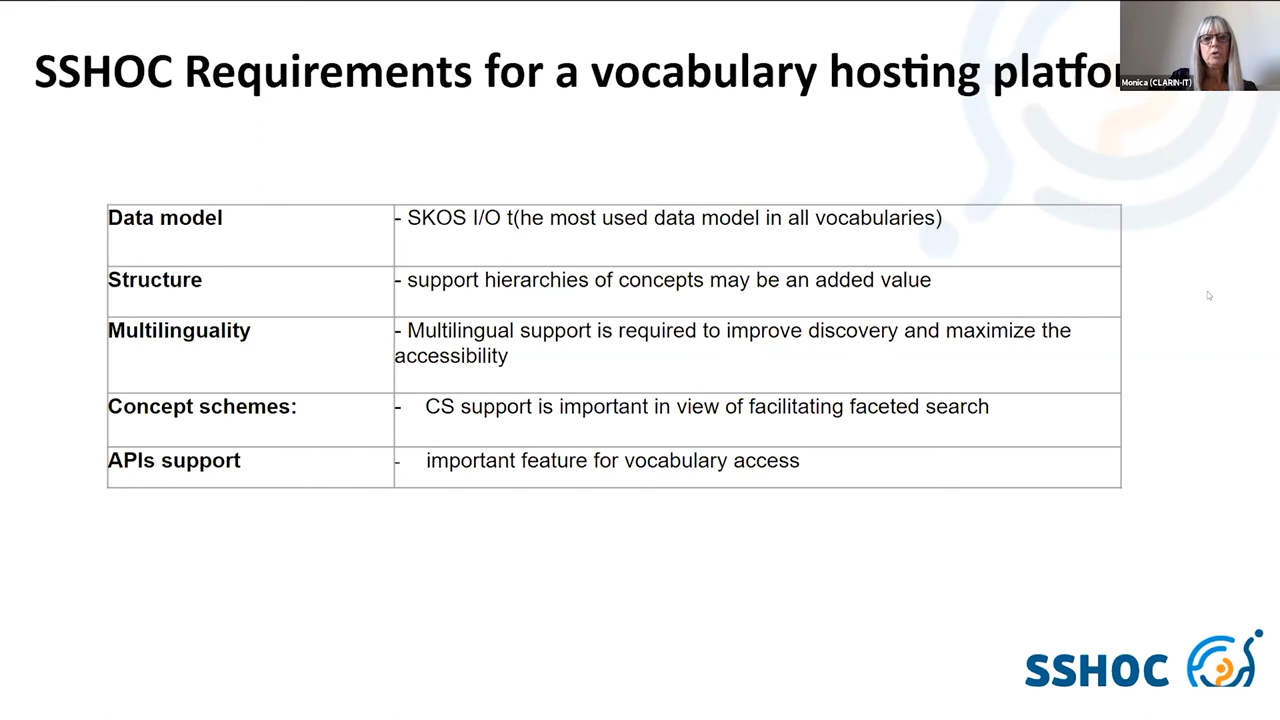 SSHOC Requirements for a vocabulary hosting platfor
Monica (CLARIN-IT)
Data model
- SKOS I/O t(he most used data model in all vocabularies)
Structure
- support hierarchies of concepts may be an added value
Multilinguality
- Multilingual support is required to improve discovery and maximize the
accessibility
Concept schemes:
- CS support is important in view of facilitating faceted search
APIs support
- important feature for vocabulary access
SSHOC